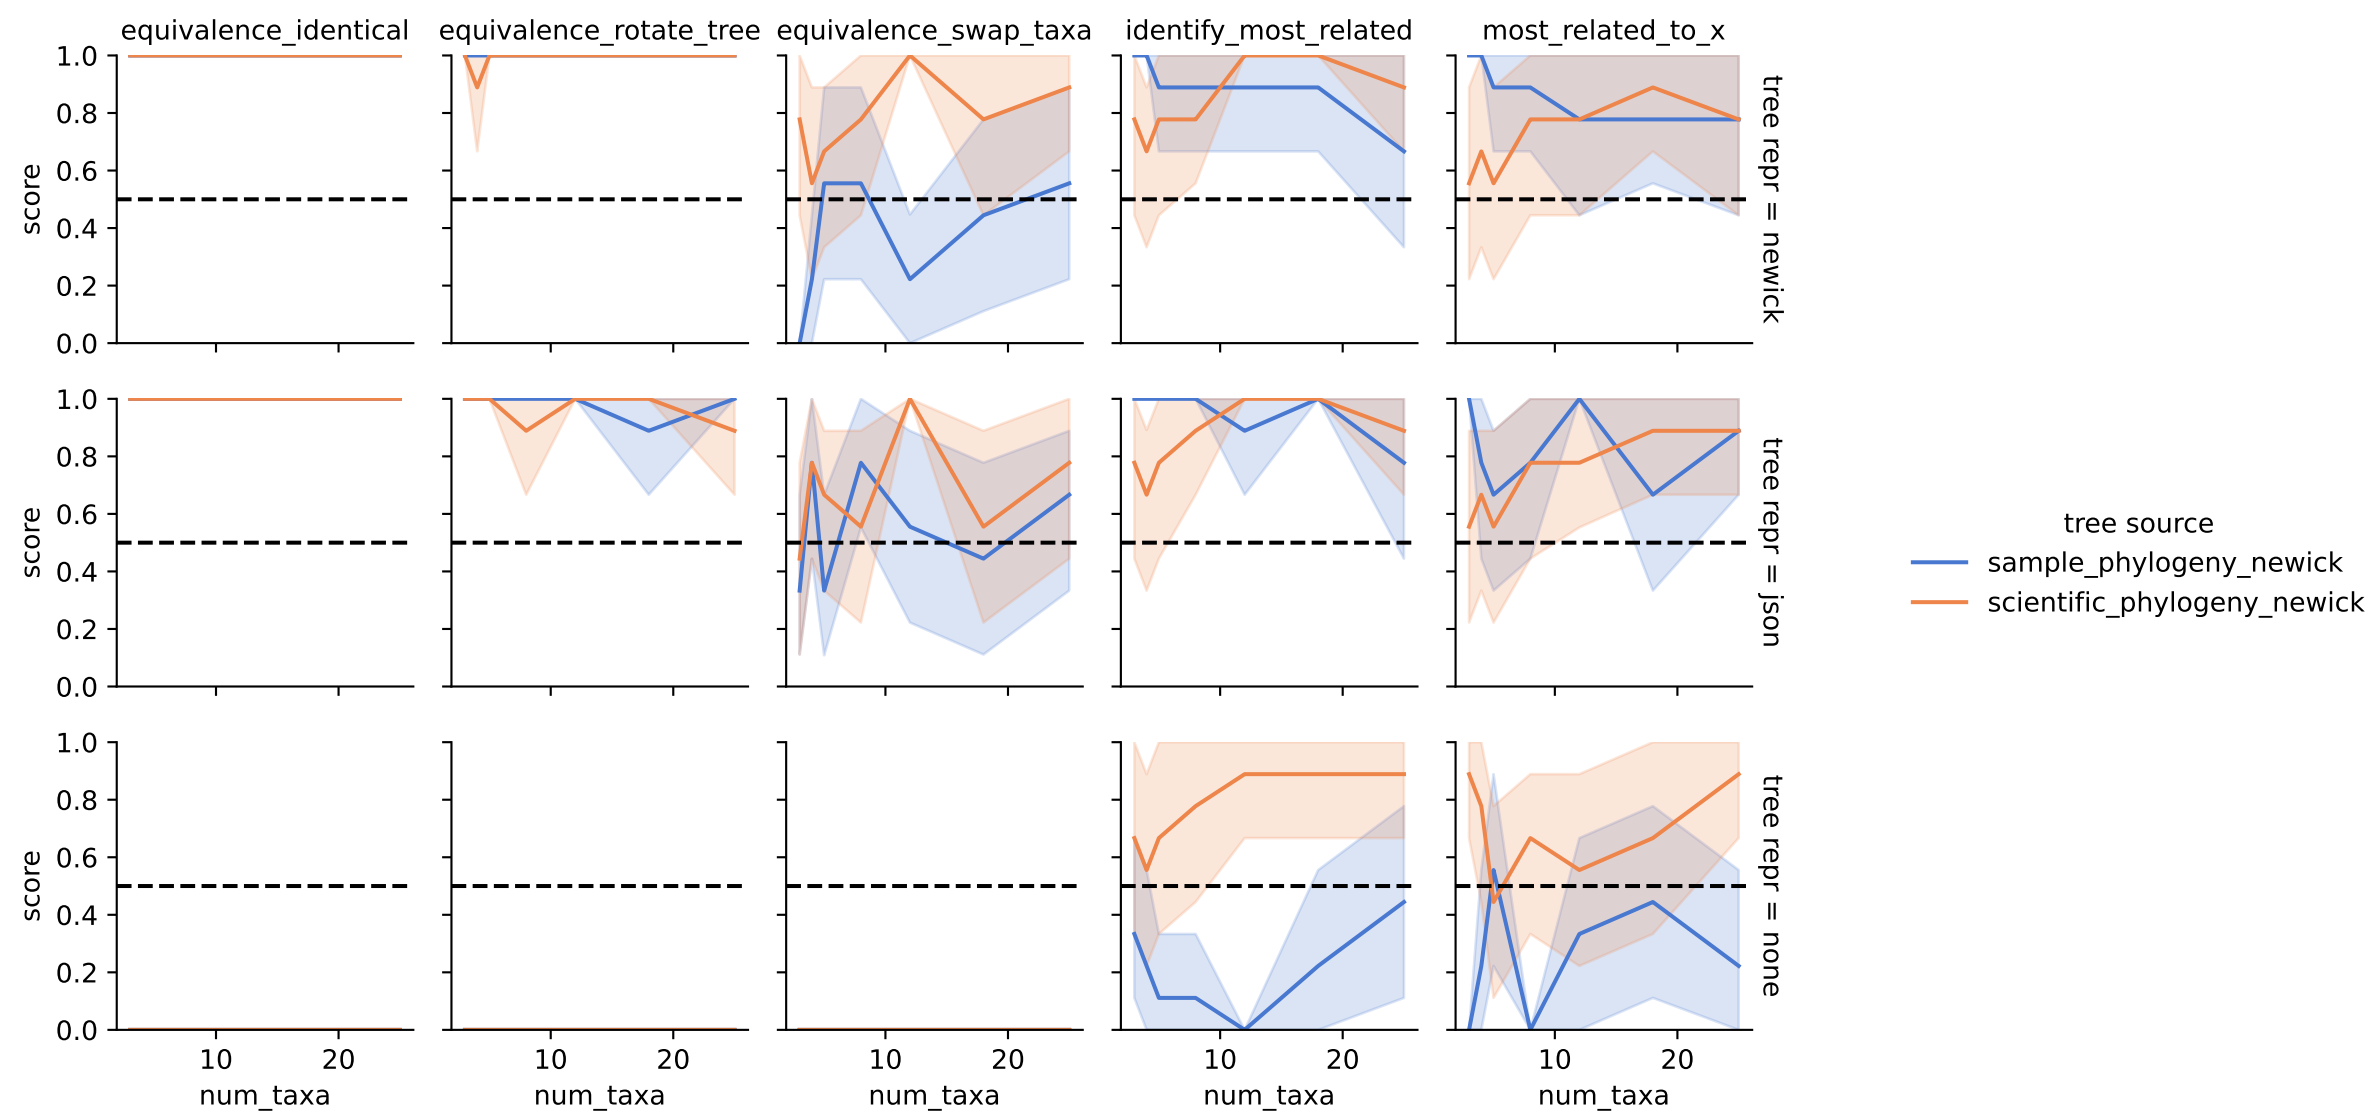 equivalence_identical
equivalence_rotate_tree
equivalence_swap_taxa
identify_most_related
most_related_to_x
1.0
0.8
0.6
0.4
0.2
0.0
score
tree repr = newick
1.0
0.8
0.6
0.4
0.2
0.0
score
tree repr = json
tree source
sample_phylogeny_newick
scientific_phylogeny_newick
1.0
0.8
0.6
0.4
0.2
0.0
score
tree repr = none
10 20
10 20
10 20
10 20
10 20
num_taxa
num_taxa
num_taxa
num_taxa
num_taxa